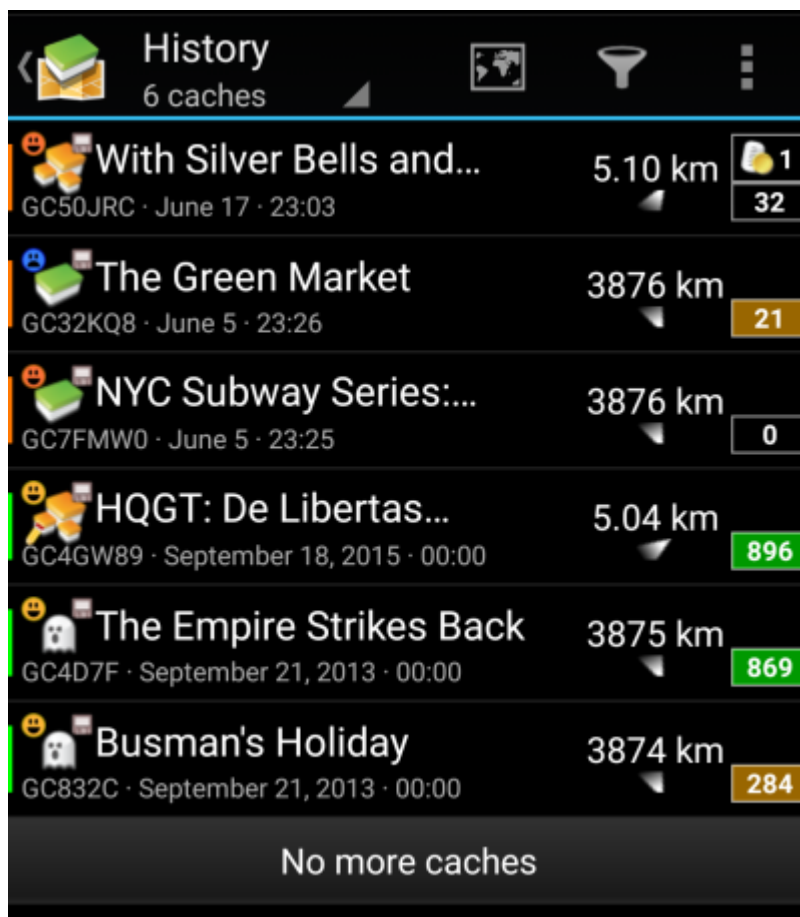 History
6 caches
With Silver Bells and...
5.10 km
1
GC50JRC · June 17 · 23:03
32
The Green Market
3876 km
GC32KQ8 · June 5 · 23:26
21
NYC Subway Series:...
3876 km
GC7FMW0 · June 5 · 23:25
0
HQGT: De Libertas...
5.04 km
GC4GW89 · September 18, 2015 · 00:00
896
The Empire Strikes Back
3875 km
GC4D7F · September 21, 2013 · 00:00
869
Busman's Holiday
3874 km
GC832C · September 21, 2013 · 00:00
284
No more caches